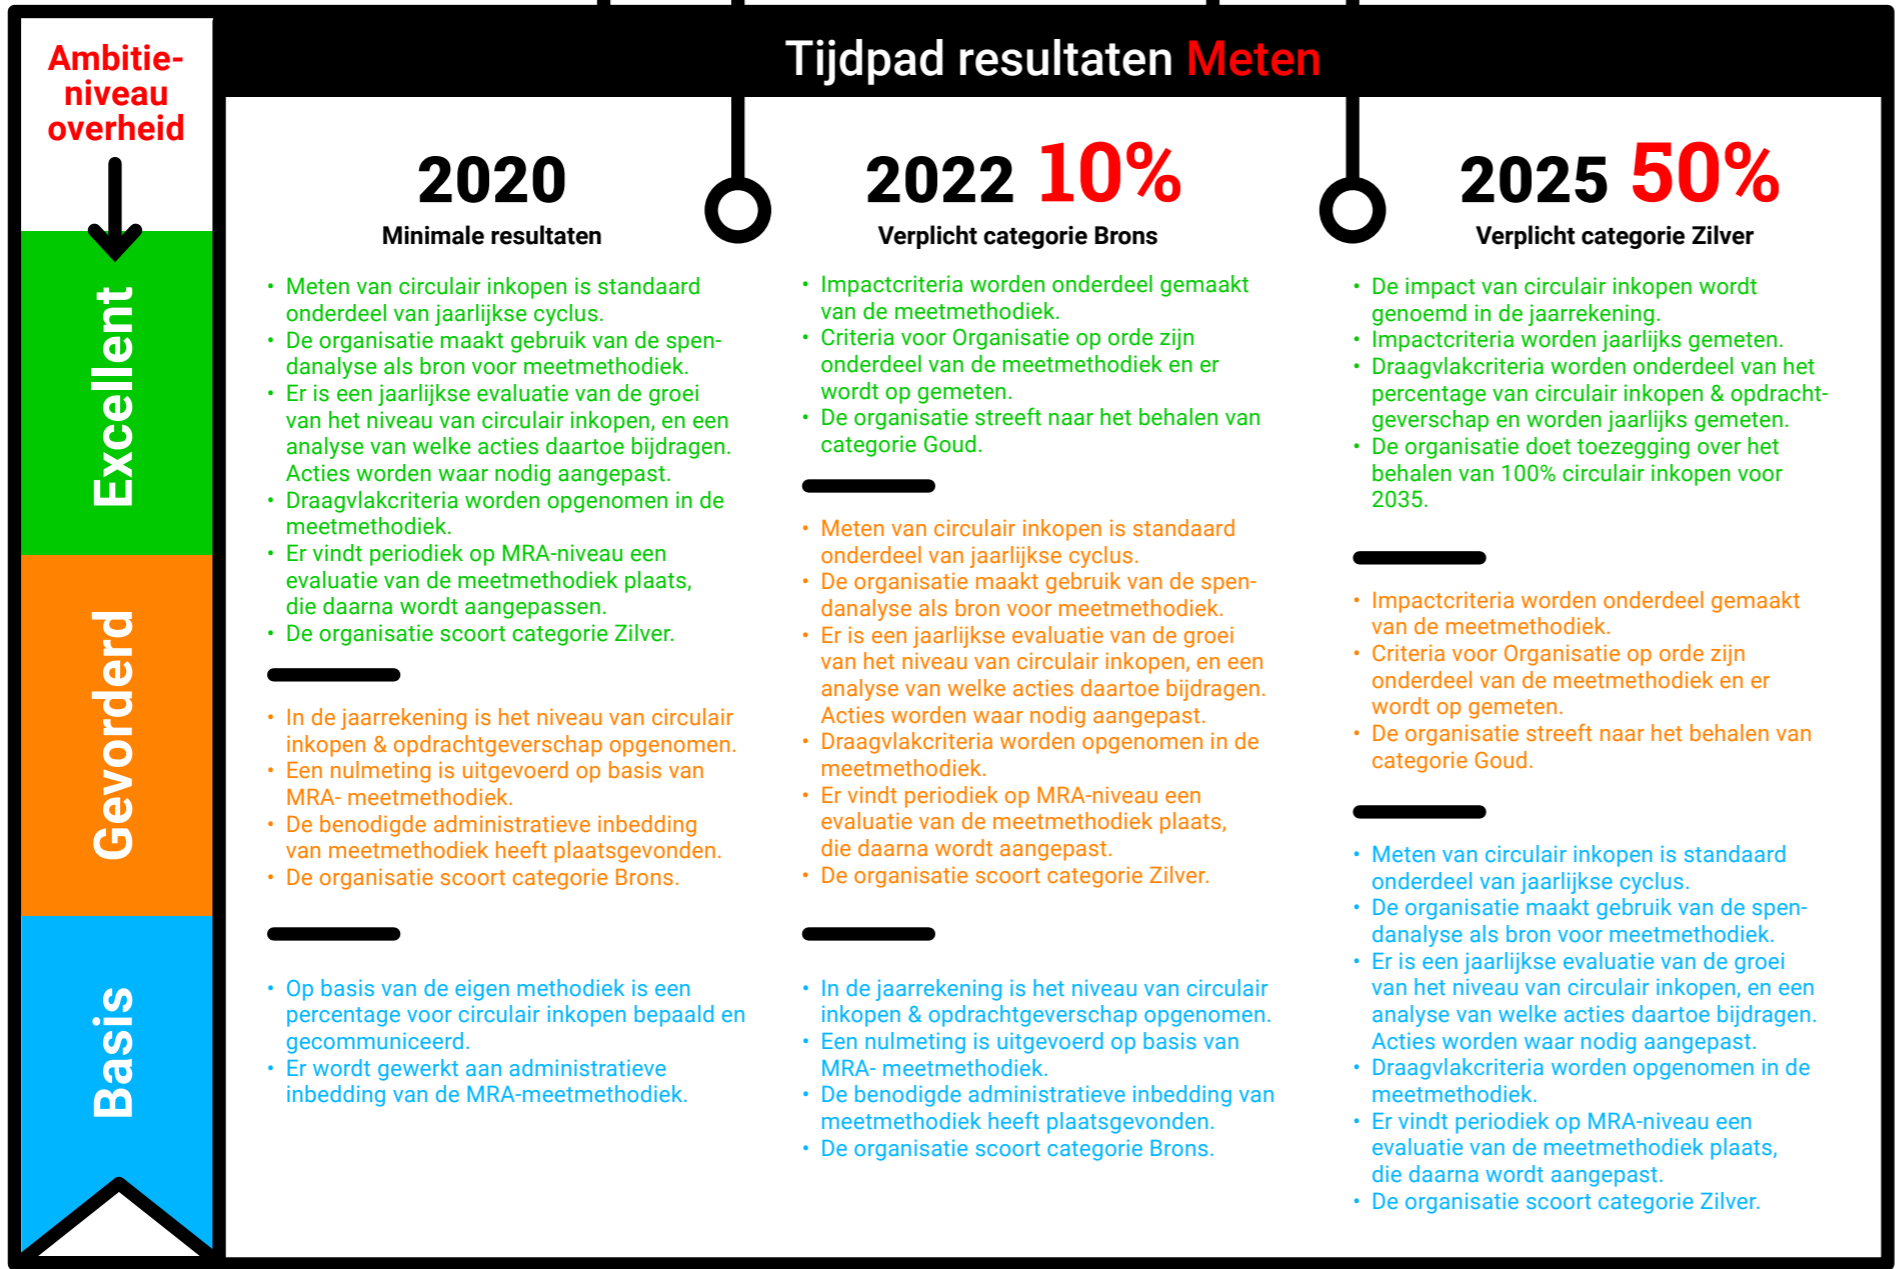 Ambitie-
niveau
overheid
Excellent
Gevorderd
Basis
Tijdpad resultaten Meten
2020
Minimale resultaten
• Meten van circulair inkopen is standaard
onderdeel van jaarlijkse cyclus.
• De organisatie maakt gebruik van de spen-
danalyse als bron voor meetmethodiek.
• Er is een jaarlijkse evaluatie van de groei
van het niveau van circulair inkopen, en een
analyse van welke acties daartoe bijdragen.
Acties worden waar nodig aangepast.
• Draagvlakcriteria worden opgenomen in de
meetmethodiek.
• Er vindt periodiek op MRA-niveau een
evaluatie van de meetmethodiek plaats,
die daarna wordt aangepassen.
• De organisatie scoort categorie Zilver.
• In de jaarrekening is het niveau van circulair
inkopen & opdrachtgeverschap opgenomen.
• Een nulmeting is uitgevoerd op basis van
MRA- meetmethodiek.
• De benodigde administratieve inbedding
van meetmethodiek heeft plaatsgevonden.
• De organisatie scoort categorie Brons.
• Op basis van de eigen methodiek is een
percentage voor circulair inkopen bepaald en
gecommuniceerd.
• Er wordt gewerkt aan administratieve
inbedding van de MRA-meetmethodiek.
2022 10%
Verplicht categorie Brons
• Impactcriteria worden onderdeel gemaakt
van de meetmethodiek.
• Criteria voor Organisatie op orde zijn
onderdeel van de meetmethodiek en er
wordt op gemeten.
• De organisatie streeft naar het behalen van
categorie Goud.
• Meten van circulair inkopen is standaard
onderdeel van jaarlijkse cyclus.
• De organisatie maakt gebruik van de spen-
danalyse als bron voor meetmethodiek.
• Er is een jaarlijkse evaluatie van de groei
van het niveau van circulair inkopen, en een
analyse van welke acties daartoe bijdragen.
Acties worden waar nodig aangepast.
• Draagvlakcriteria worden opgenomen in de
meetmethodiek.
• Er vindt periodiek op MRA-niveau een
evaluatie van de meetmethodiek plaats,
die daarna wordt aangepast.
• De organisatie scoort categorie Zilver.
• In de jaarrekening is het niveau van circulair
inkopen & opdrachtgeverschap opgenomen.
• Een nulmeting is uitgevoerd op basis van
MRA- meetmethodiek.
• De benodigde administratieve inbedding van
meetmethodiek heeft plaatsgevonden.
• De organisatie scoort categorie Brons.
2025 50%
Verplicht categorie Zilver
• De impact van circulair inkopen wordt
genoemd in de jaarrekening.
• Impactcriteria worden jaarlijks gemeten.
• Draagvlakcriteria worden onderdeel van het
percentage van circulair inkopen & opdracht-
geverschap en worden jaarlijks gemeten.
• De organisatie doet toezegging over het
behalen van 100% circulair inkopen voor
2035.
• Impactcriteria worden onderdeel gemaakt
van de meetmethodiek.
• Criteria voor Organisatie op orde zijn
onderdeel van de meetmethodiek en er
wordt op gemeten.
• De organisatie streeft naar het behalen van
categorie Goud.
• Meten van circulair inkopen is standaard
onderdeel van jaarlijkse cyclus.
• De organisatie maakt gebruik van de spen-
danalyse als bron voor meetmethodiek.
• Er is een jaarlijkse evaluatie van de groei
van het niveau van circulair inkopen, en een
analyse van welke acties daartoe bijdragen.
Acties worden waar nodig aangepast.
• Draagvlakcriteria worden opgenomen in de
meetmethodiek.
• Er vindt periodiek op MRA-niveau een
evaluatie van de meetmethodiek plaats,
die daarna wordt aangepast.
• De organisatie scoort categorie Zilver.